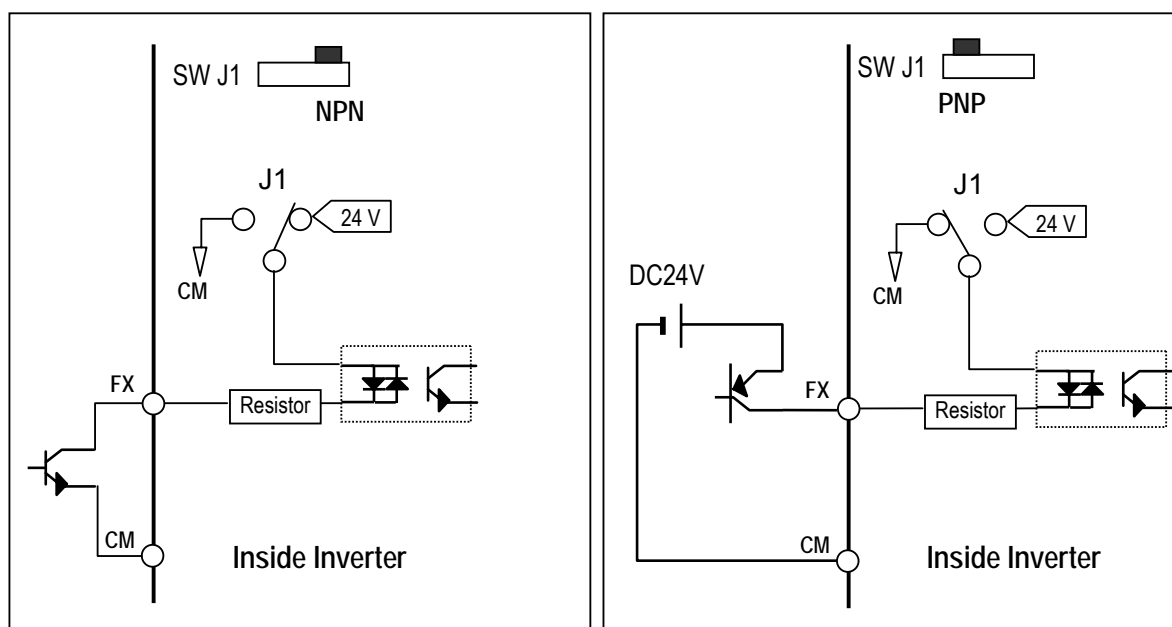 SW J1
NPN
J1
24 V
CM
FX
Resistor
CM
Inside Inverter
SW J1
PNP
J1
24 V
CM
DC24V
FX
Resistor
CM
Inside Inverter